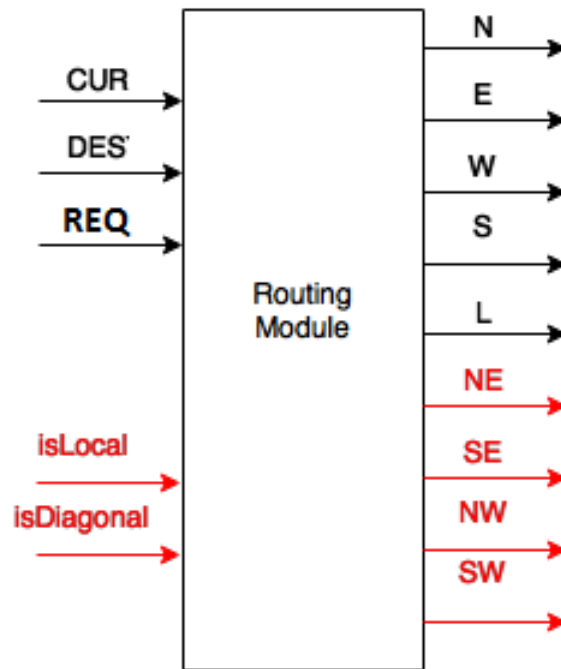 CUR
DES
REQ
isLocal
isDiagonal
Routing
Module
N
E
W
S
L
NE
SE
NW
SW